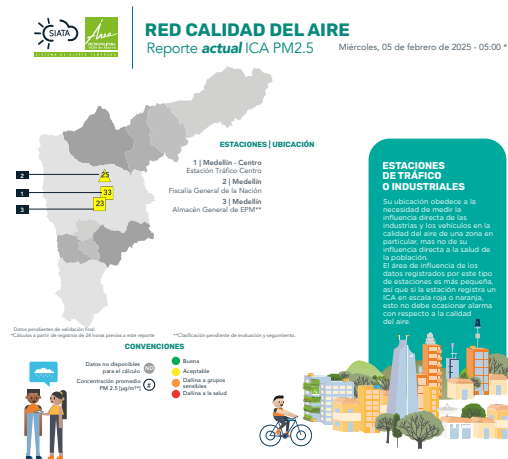 SIATA
Área
METROPOLITANA
Valle de Aburrá
SISTEMA DE ALERTA TEMPRANA
RED CALIDAD DEL AIRE
Reporte actual ICA PM2.5
Miércoles, 05 de febrero de 2025 - 05:00 *
ESTACIONES | UBICACIÓN
1 | Medellín - Centro
Estación Tráfico Centro
2 | Medellín
Fiscalía General de la Nación
3 | Medellín
Almacén General de EPM**
2
25
1
33
3
23
ESTACIONES
DE TRÁFICO
O INDUSTRIALES
Su ubicación obedece a la
necesidad de medir la
influencia directa de las
industrias y los vehículos en la
calidad del aire de una zona en
particular, mas no de su
influencia directa a la salud de
la población.
El área de influencia de los
datos registrados por este tipo
de estaciones es más pequeña,
así que si la estación registra un
ICA en escala roja o naranja,
esto no debe ocasionar alarma
con respecto a la calidad
del aire.
Datos pendientes de validación final.
*Cálculos a partir de registros de 24 horas previas a este reporte
**Clasificación pendiente de evaluación y seguimiento.
CONVENCIONES
Datos no disponibles
para el cálculo
ND
Concentración promedio
PM 2.5 (µg/m³)
#
Buena
Aceptable
Dañina a grupos
sensibles
Dañina a la salud